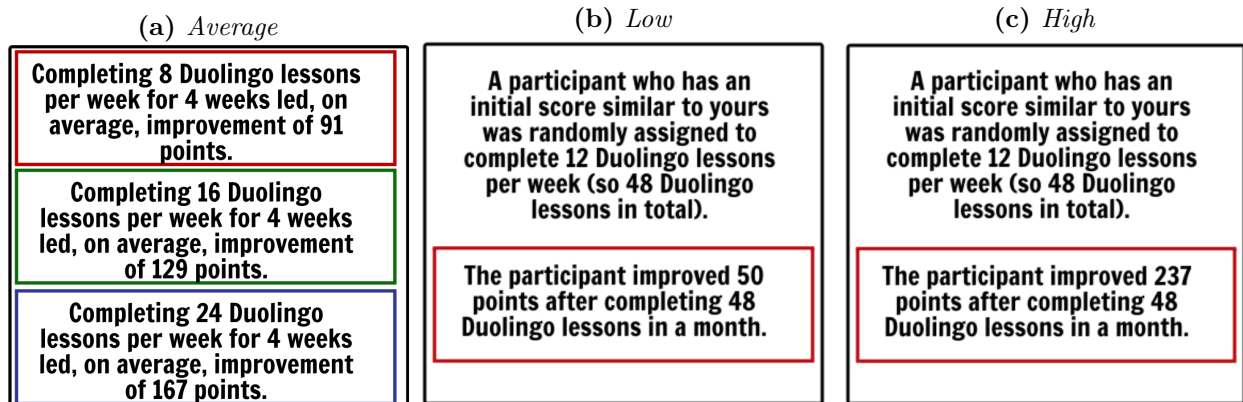 (a) Average
Completing 8 Duolingo lessons
per week for 4 weeks led, on
average, improvement of 91
points.
Completing 16 Duolingo
lessons per week for 4 weeks
led, on average, improvement
of 129 points.
Completing 24 Duolingo
lessons per week for 4 weeks
led, on average, improvement
of 167 points.
(b) Low
A participant who has an
initial score similar to yours
was randomly assigned to
complete 12 Duolingo lessons
per week (so 48 Duolingo
lessons in total).
The participant improved 50
points after completing 48
Duolingo lessons in a month.
(c) High
A participant who has an
initial score similar to yours
was randomly assigned to
complete 12 Duolingo lessons
per week (so 48 Duolingo
lessons in total).
The participant improved 237
points after completing 48
Duolingo lessons in a month.